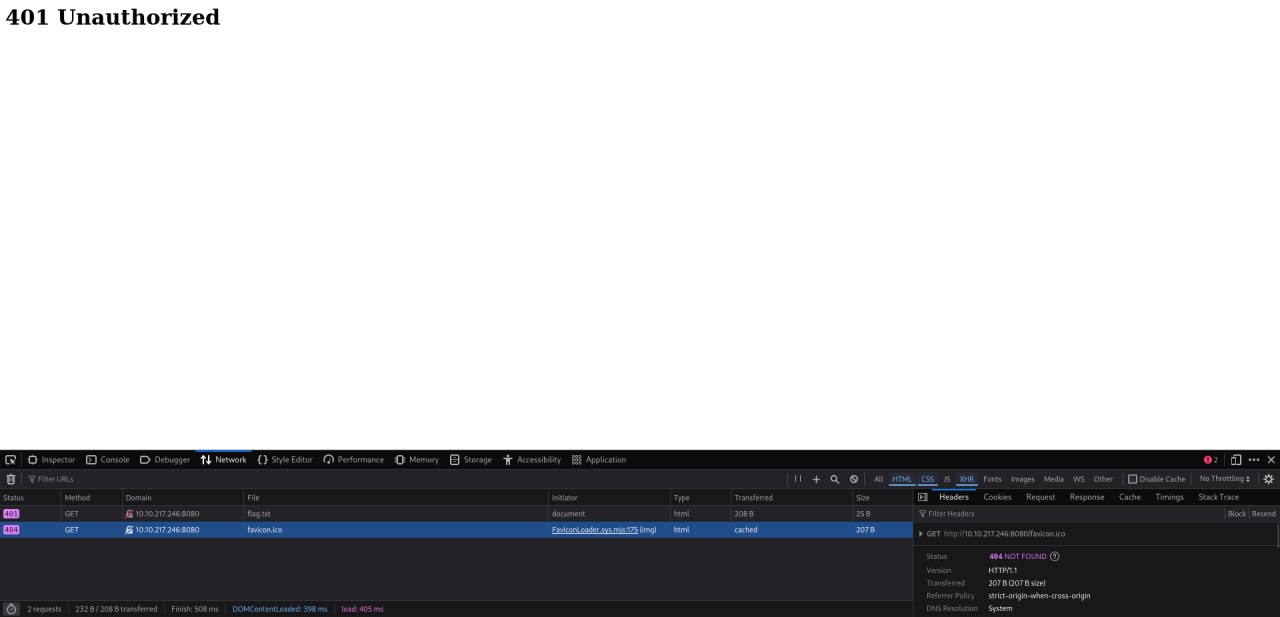 401 Unauthorized
Inspector Console Debugger Network Style Editor Performance Memory Storage Accessibility Application 2
Filter URLs All HTML CSS JS XHR Fonts Images Media WS Other Disable Cache No Throttling
Status Method Domain File Initiator Type Transferred Size
401 GET 10.10.217.246:8080 flag.txt document html 208 B 25 B
404 GET 10.10.217.246:8080 favicon.ico FaviconLoader.sys.mjs:175 (img) html cached 207 B
2 requests 232 B / 208 B transferred Finish: 508 ms DOMContentLoaded: 398 ms load: 405 ms
Headers Cookies Request Response Cache Timings Stack Trace
Filter Headers Block Resend
GET http://10.10.217.246:8080/favicon.ico
Status 404 NOT FOUND ?
Version HTTP/1.1
Transferred 207 B (207 B size)
Referrer Policy strict-origin-when-cross-origin
DNS Resolution System